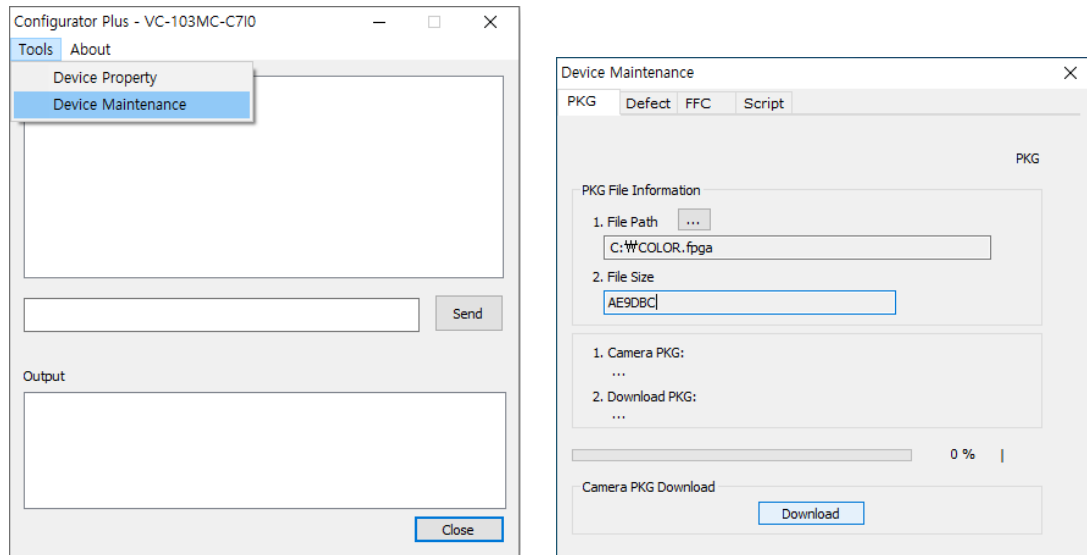 Configurator Plus - VC-103MC-C7I0
Tools About
Device Property
Device Maintenance
Send
Output
Close
Device Maintenance
PKG Defect FFC Script
PKG
PKG File Information
1. File Path ...
C:₩COLOR.fpga
2. File Size
AE9DBC
1. Camera PKG:
...
2. Download PKG:
...
0 %
Camera PKG Download
Download